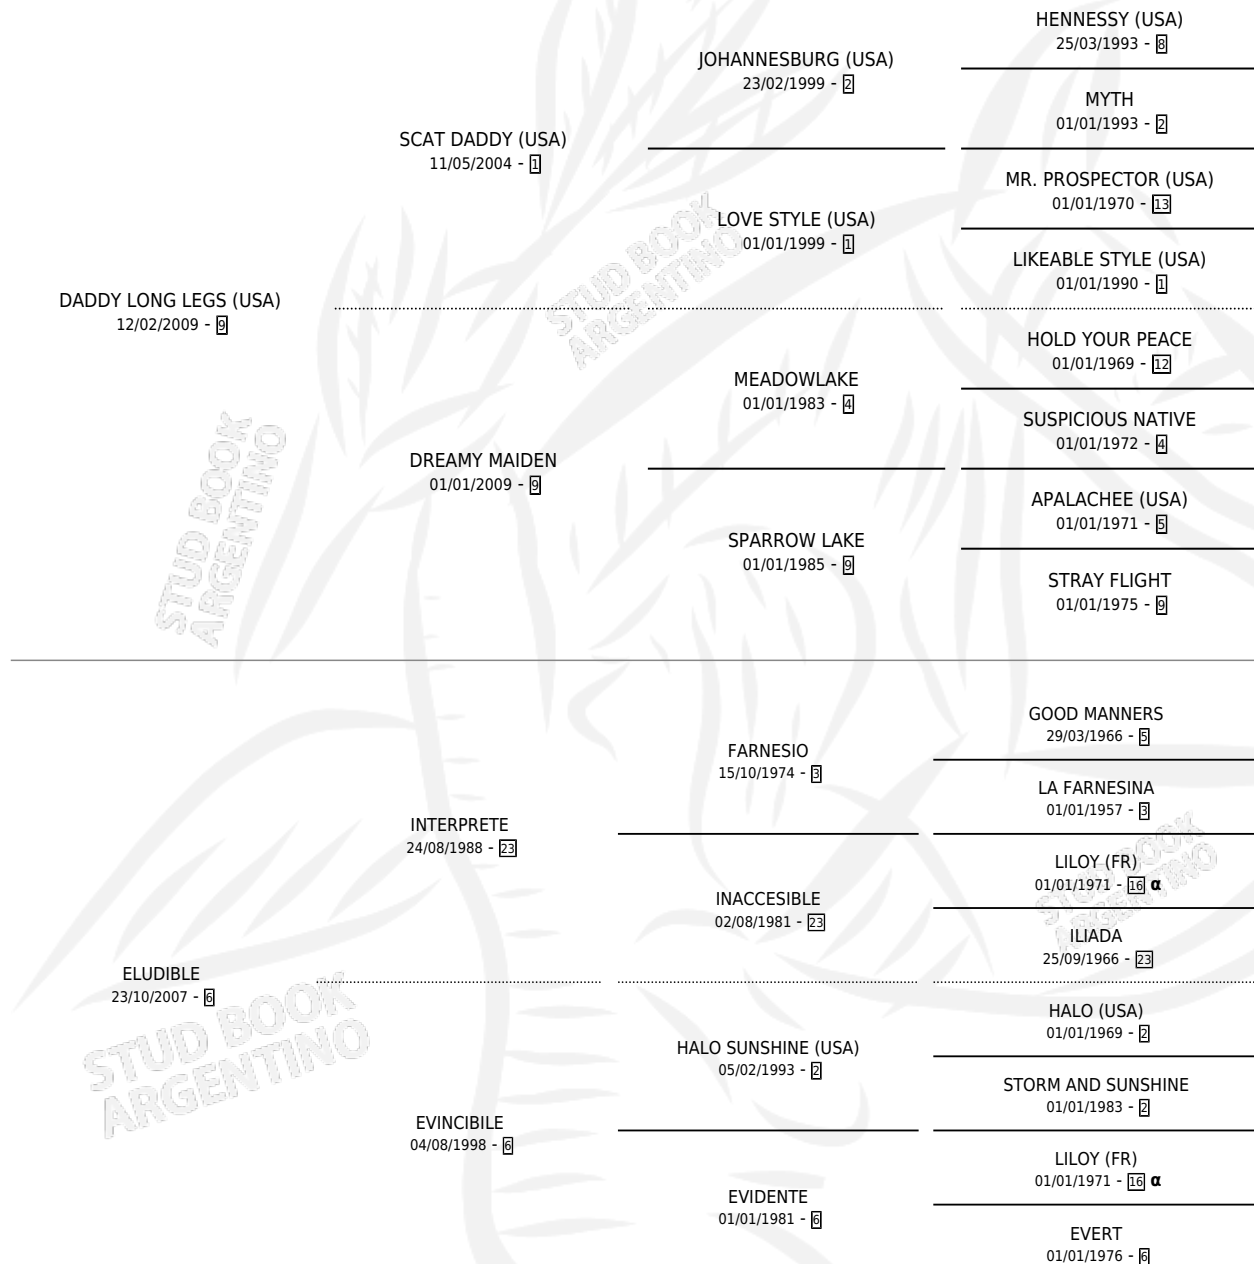 HENNESSY (USA)
25/03/1993 - 8
JOHANNESBURG (USA)
23/02/1999 - 2
MYTH
01/01/1993 - 2
SCAT DADDY (USA)
11/05/2004 - 1
MR. PROSPECTOR (USA)
01/01/1970 - 13
LOVE STYLE (USA)
01/01/1999 - 1
LIKEABLE STYLE (USA)
01/01/1990 - 1
DADDY LONG LEGS (USA)
12/02/2009 - 9
HOLD YOUR PEACE
01/01/1969 - 12
MEADOWLAKE
01/01/1983 - 4
SUSPICIOUS NATIVE
01/01/1972 - 4
DREAMY MAIDEN
01/01/2009 - 9
APALACHEE (USA)
01/01/1971 - 5
SPARROW LAKE
01/01/1985 - 9
STRAY FLIGHT
01/01/1975 - 9
GOOD MANNERS
29/03/1966 - 5
FARNESIO
15/10/1974 - 3
LA FARNESINA
01/01/1957 - 3
INTERPRETE
24/08/1988 - 23
LILOY (FR)
01/01/1971 - 16 α
INACCESIBLE
02/08/1981 - 23
ILIADA
25/09/1966 - 23
ELUDIBLE
23/10/2007 - 6
HALO (USA)
01/01/1969 - 2
HALO SUNSHINE (USA)
05/02/1993 - 2
STORM AND SUNSHINE
01/01/1983 - 2
EVINCIBILE
04/08/1998 - 6
LILOY (FR)
01/01/1971 - 16 α
EVIDENTE
01/01/1981 - 6
EVERT
01/01/1976 - 6
STUD BOOK
ARGENTINO
STUD BOOK
ARGENTINO
STUD BOOK
ARGENTINO
STUD BOOK
ARGENTINO